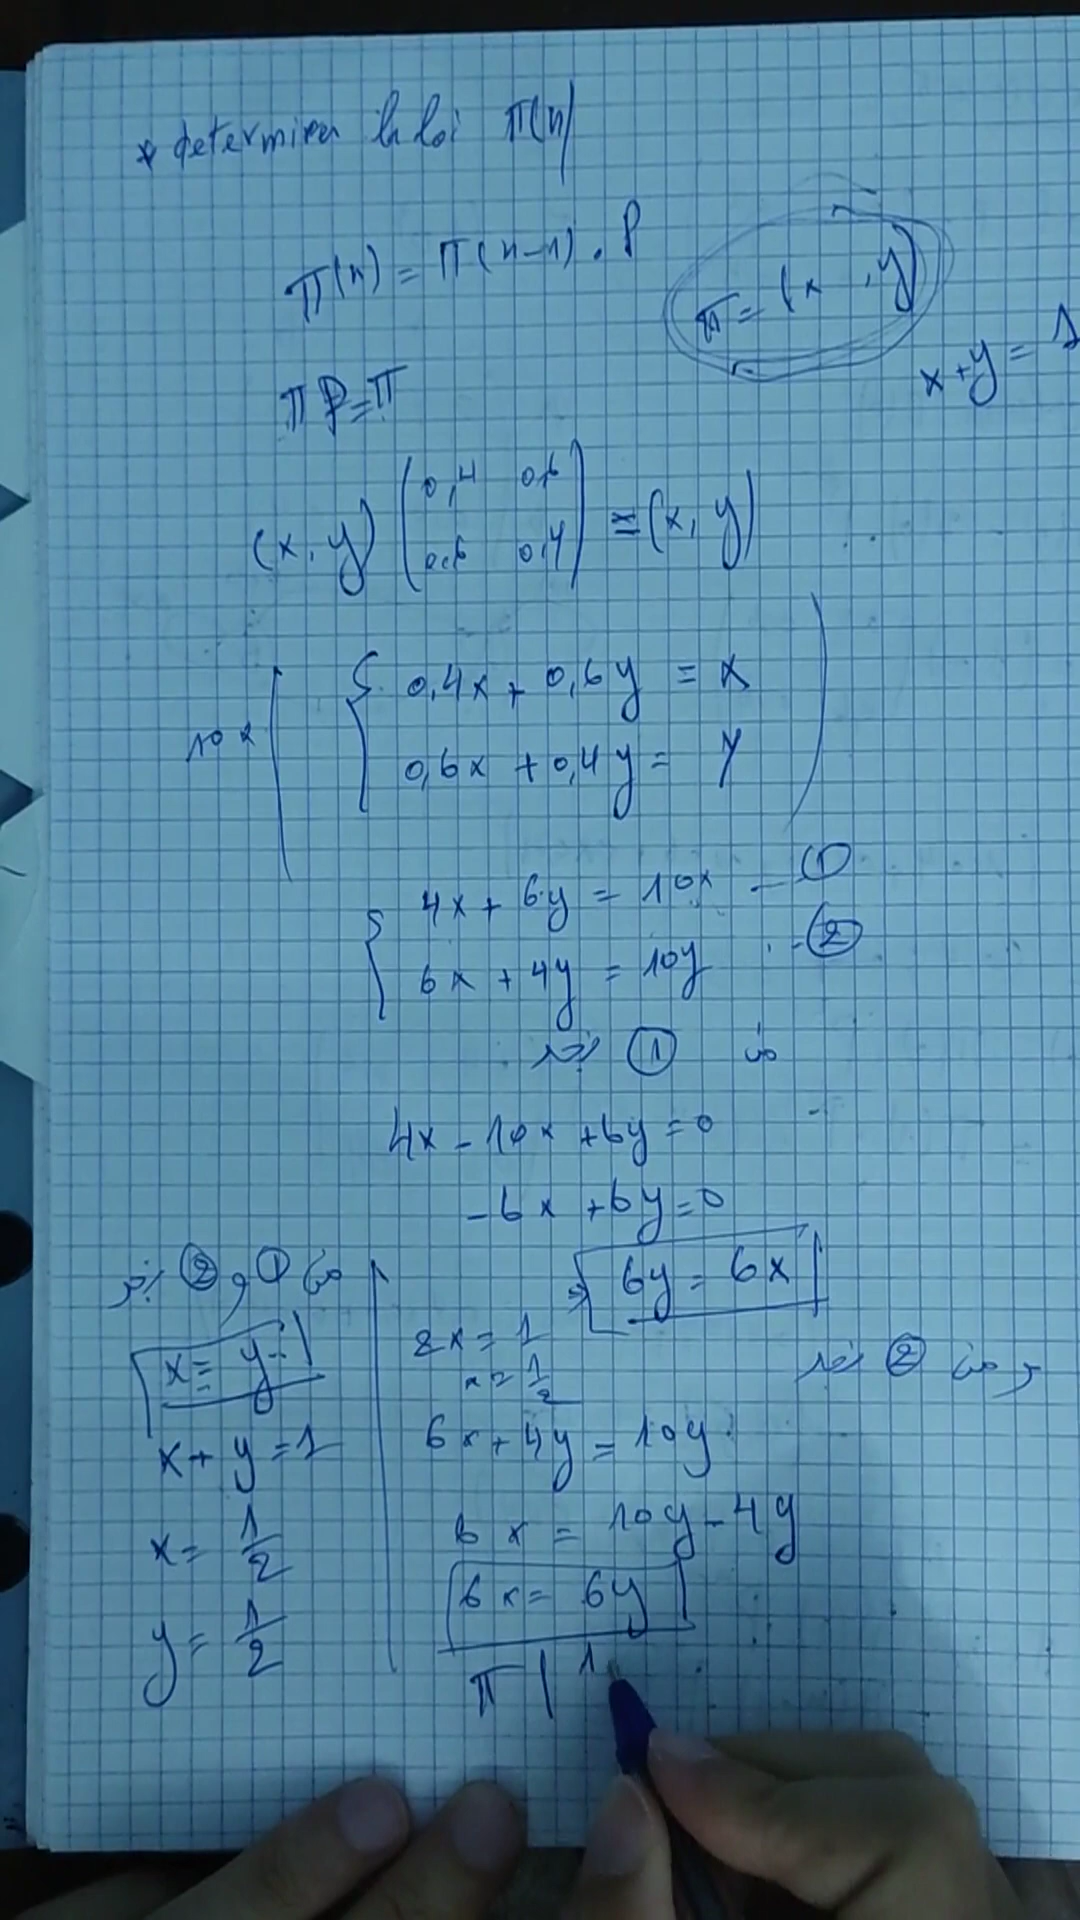 * determiner la loi π(n)
π(n) = π(n-1) . P
π = (x , y)
x + y = 1
π P = π
(x, y) (0,4 0,6
0,6 0,4) = (x, y)
10 x
{ 0,4x + 0,6y = x
0,6x + 0,4y = y
{ 4x + 6y = 10x - ①
6x + 4y = 10y - ②
من ① نجد
4x - 10x + 6y = 0
-6x + 6y = 0
⇒ 6y = 6x
و من ② نجد
6x + 4y = 10y
6x = 10y - 4y
6x = 6y
من ① و ② نجد
x = y
x + y = 1
2x = 1
x = 1/2
x = 1/2
y = 1/2
π ( 1